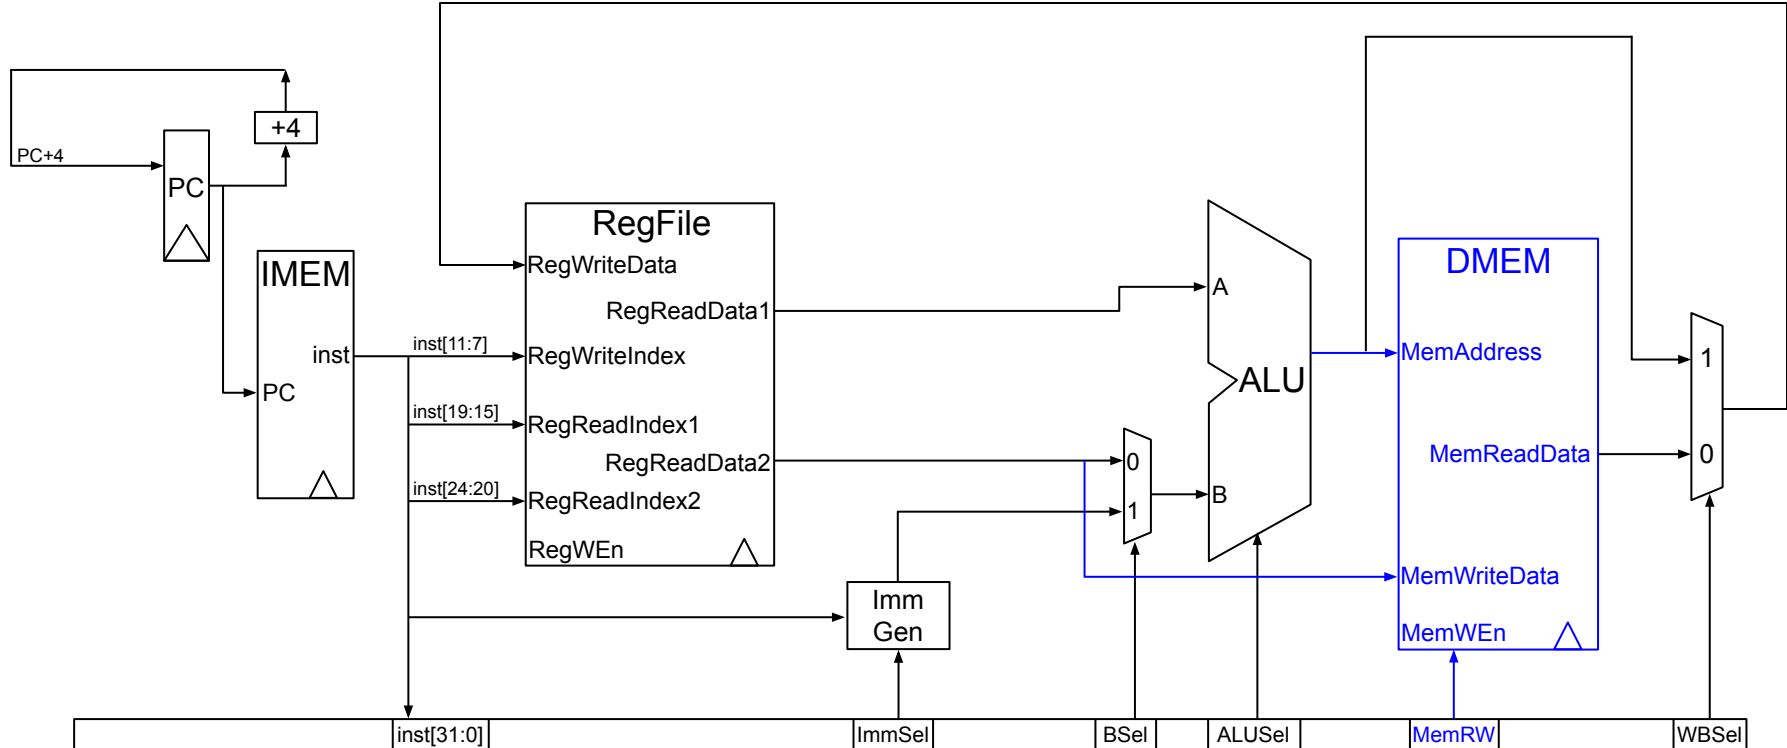 +4
PC+4
PC
IMEM
inst
PC
inst[11:7]
inst[19:15]
inst[24:20]
RegFile
RegWriteData
RegReadData1
RegWriteIndex
RegReadIndex1
RegReadData2
RegReadIndex2
RegWEn
Imm
Gen
0
1
A
ALU
B
DMEM
MemAddress
MemReadData
MemWriteData
MemWEn
1
0
inst[31:0]
ImmSel
BSel
ALUSel
MemRW
WBSel